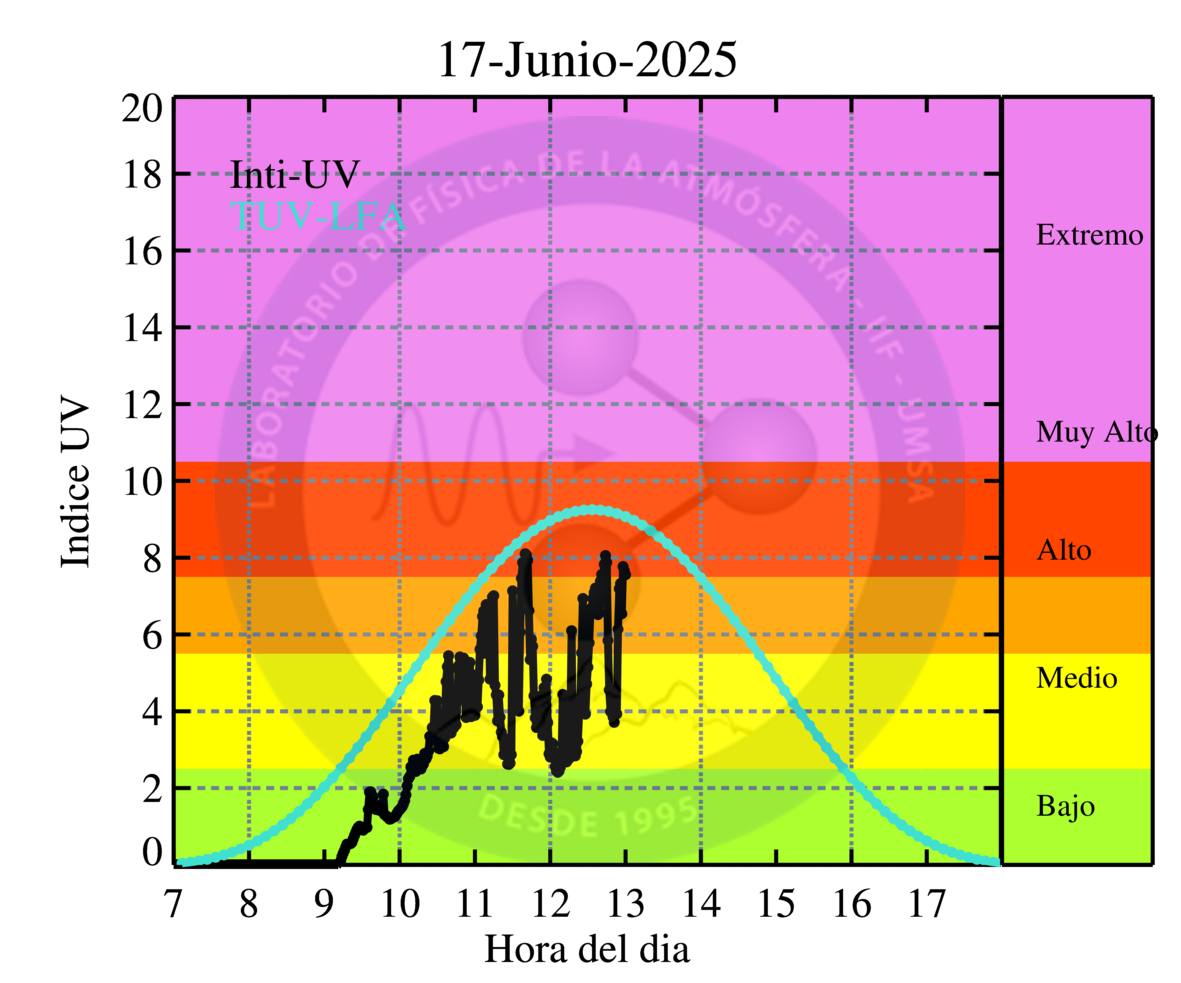 17-Junio-2025
20
18
16
14
12
10
8
6
4
2
0
Indice UV
Inti-UV
TUV-LFA
LABORATORIO DE FÍSICA DE LA ATMÓSFERA - IIF - UMSA
DESDE 1995
Extremo
Muy Alto
Alto
Medio
Bajo
7 8 9 10 11 12 13 14 15 16 17
Hora del dia